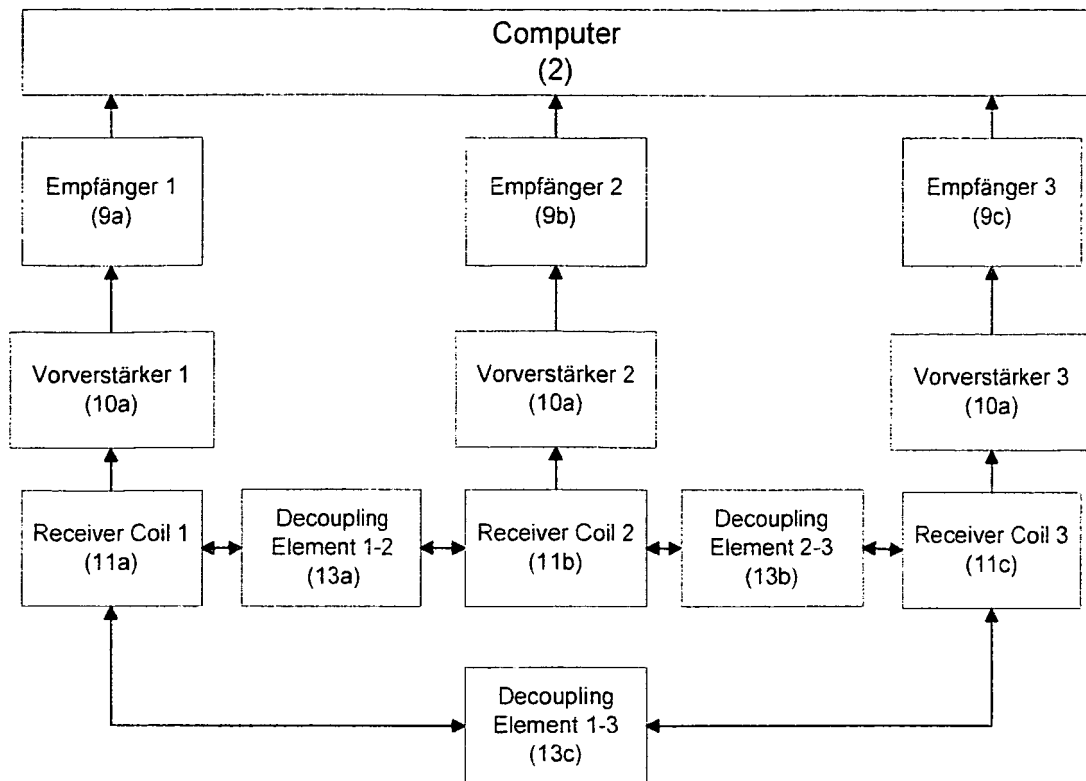 Computer
(2)
Empfänger 1
(9a)
Empfänger 2
(9b)
Empfänger 3
(9c)
Vorverstärker 1
(10a)
Vorverstärker 2
(10a)
Vorverstärker 3
(10a)
Receiver Coil 1
(11a)
Decoupling
Element 1-2
(13a)
Receiver Coil 2
(11b)
Decoupling
Element 2-3
(13b)
Receiver Coil 3
(11c)
Decoupling
Element 1-3
(13c)